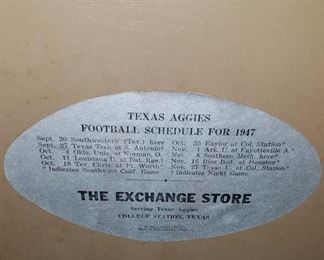 TEXAS AGGIES
FOOTBALL SCHEDULE FOR 1947
Sept. 20 Southwestern (Tex.) here
Oct. 25 Baylor at Col. Station*
Sept. 27 Texas Tech at S. Antonio†
Nov. 1 Ark. U. at Fayetteville*
Oct. 4 Okla. Univ. at Norman, O.
Nov. 8 Southern Meth. here*
Oct. 11 Louisiana U. at Bat. Rge.†
Nov. 15 Rice Inst. at Houston*
Oct. 18 Tex. Chris. at Ft. Worth*
Nov. 27 Texas U. at Col. Station*
* Indicates Southwest Conf. Game
† Indicates Night Game
THE EXCHANGE STORE
Serving Texas Aggies
COLLEGE STATION, TEXAS